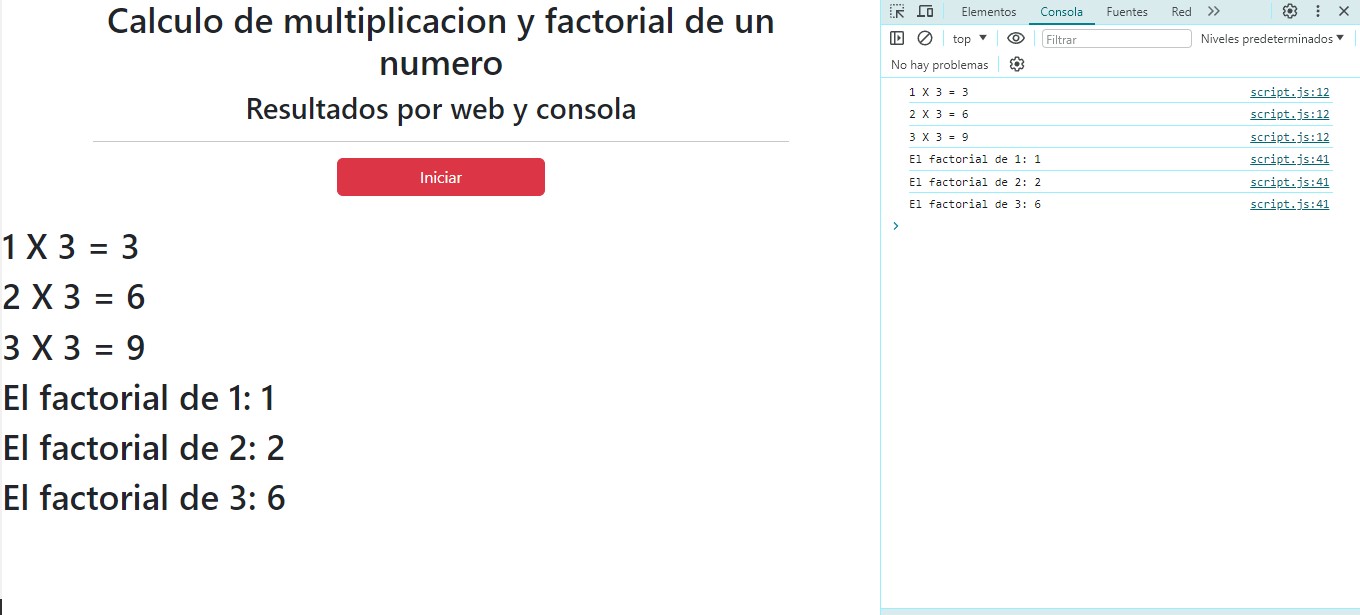 Calculo de multiplicacion y factorial de un
numero
Resultados por web y consola
Iniciar
1 X 3 = 3
2 X 3 = 6
3 X 3 = 9
El factorial de 1: 1
El factorial de 2: 2
El factorial de 3: 6
Elementos Consola Fuentes Red
top Filtrar Niveles predeterminados
No hay problemas
1 X 3 = 3 script.js:12
2 X 3 = 6 script.js:12
3 X 3 = 9 script.js:12
El factorial de 1: 1 script.js:41
El factorial de 2: 2 script.js:41
El factorial de 3: 6 script.js:41